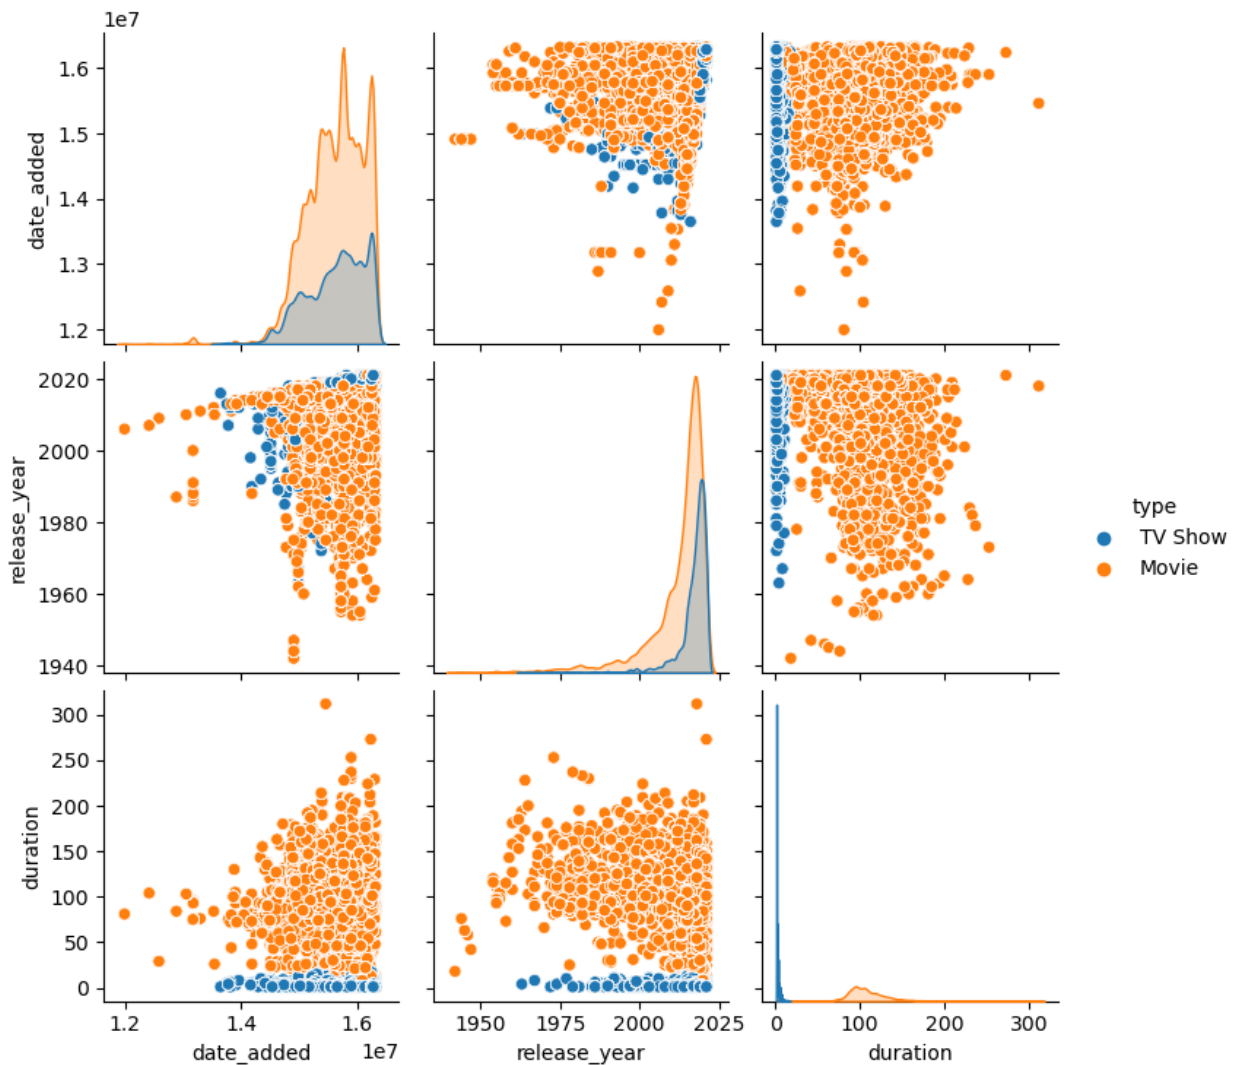 1e7
1.6
1.5
1.4
1.3
1.2
date_added
2020
2000
1980
1960
1940
release_year
type
TV Show
Movie
300
250
200
150
100
50
0
duration
1.2 1.4 1.6
1e7
date_added
1950 1975 2000 2025
release_year
0 100 200 300
duration